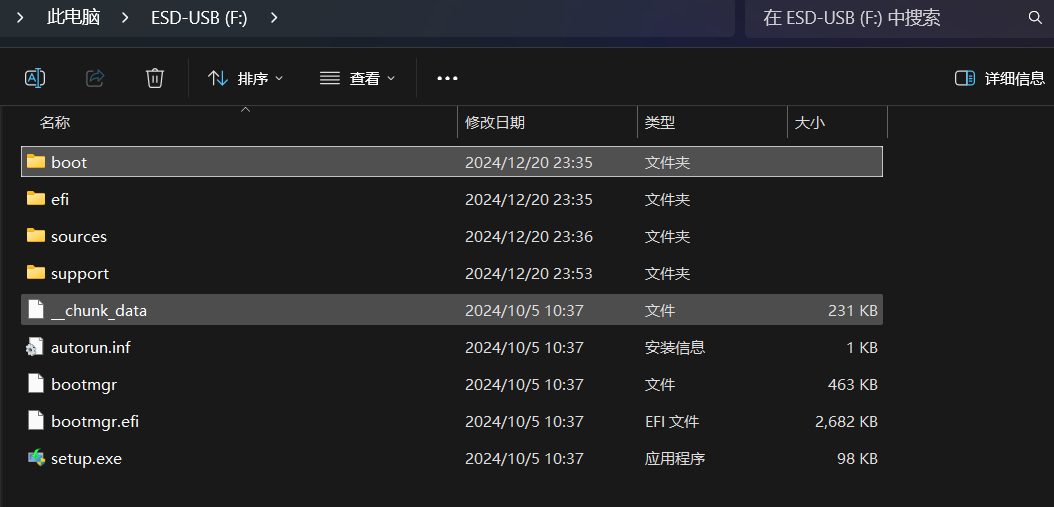 此电脑 ESD-USB (F:) 在 ESD-USB (F:) 中搜索
排序 查看 详细信息
名称 修改日期 类型 大小
boot 2024/12/20 23:35 文件夹
efi 2024/12/20 23:35 文件夹
sources 2024/12/20 23:36 文件夹
support 2024/12/20 23:53 文件夹
__chunk_data 2024/10/5 10:37 文件 231 KB
autorun.inf 2024/10/5 10:37 安装信息 1 KB
bootmgr 2024/10/5 10:37 文件 463 KB
bootmgr.efi 2024/10/5 10:37 EFI 文件 2,682 KB
setup.exe 2024/10/5 10:37 应用程序 98 KB